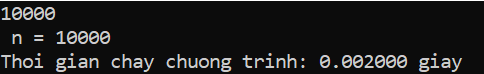 10000
 n = 10000
Thoi gian chay chuong trinh: 0.002000 giay